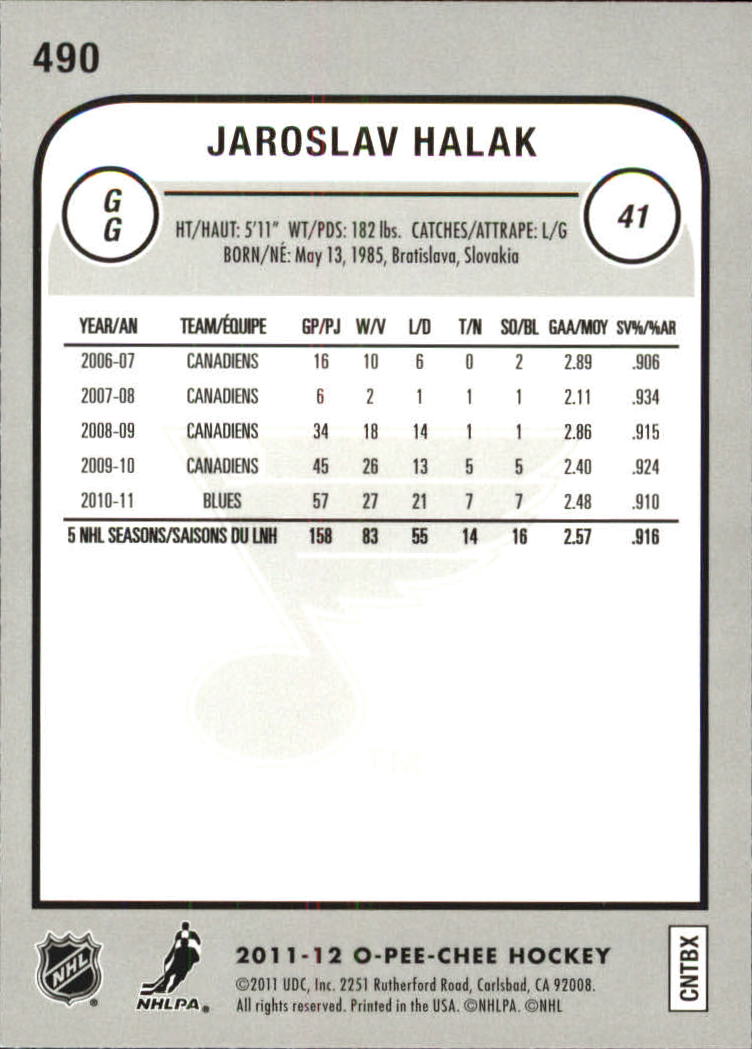 490
JAROSLAV HALAK
G
G
HT/HAUT: 5'11" WT/PDS: 182 lbs. CATCHES/ATTRAPE: L/G
BORN/NÉ: May 13, 1985, Bratislava, Slovakia
41
YEAR/AN TEAM/ÉQUIPE GP/PJ W/V L/D T/N SO/BL GAA/MOY SV%/%AR
2006-07 CANADIENS 16 10 6 0 2 2.89 .906
2007-08 CANADIENS 6 2 1 1 1 2.11 .934
2008-09 CANADIENS 34 18 14 1 1 2.86 .915
2009-10 CANADIENS 45 26 13 5 5 2.40 .924
2010-11 BLUES 57 27 21 7 7 2.48 .910
5 NHL SEASONS/SAISONS DU LNH 158 83 55 14 16 2.57 .916
NHL
NHLPA
2011-12 O-PEE-CHEE HOCKEY
©2011 UDC, Inc. 2251 Rutherford Road, Carlsbad, CA 92008.
All rights reserved. Printed in the USA. ©NHLPA. ©NHL
CNTBX